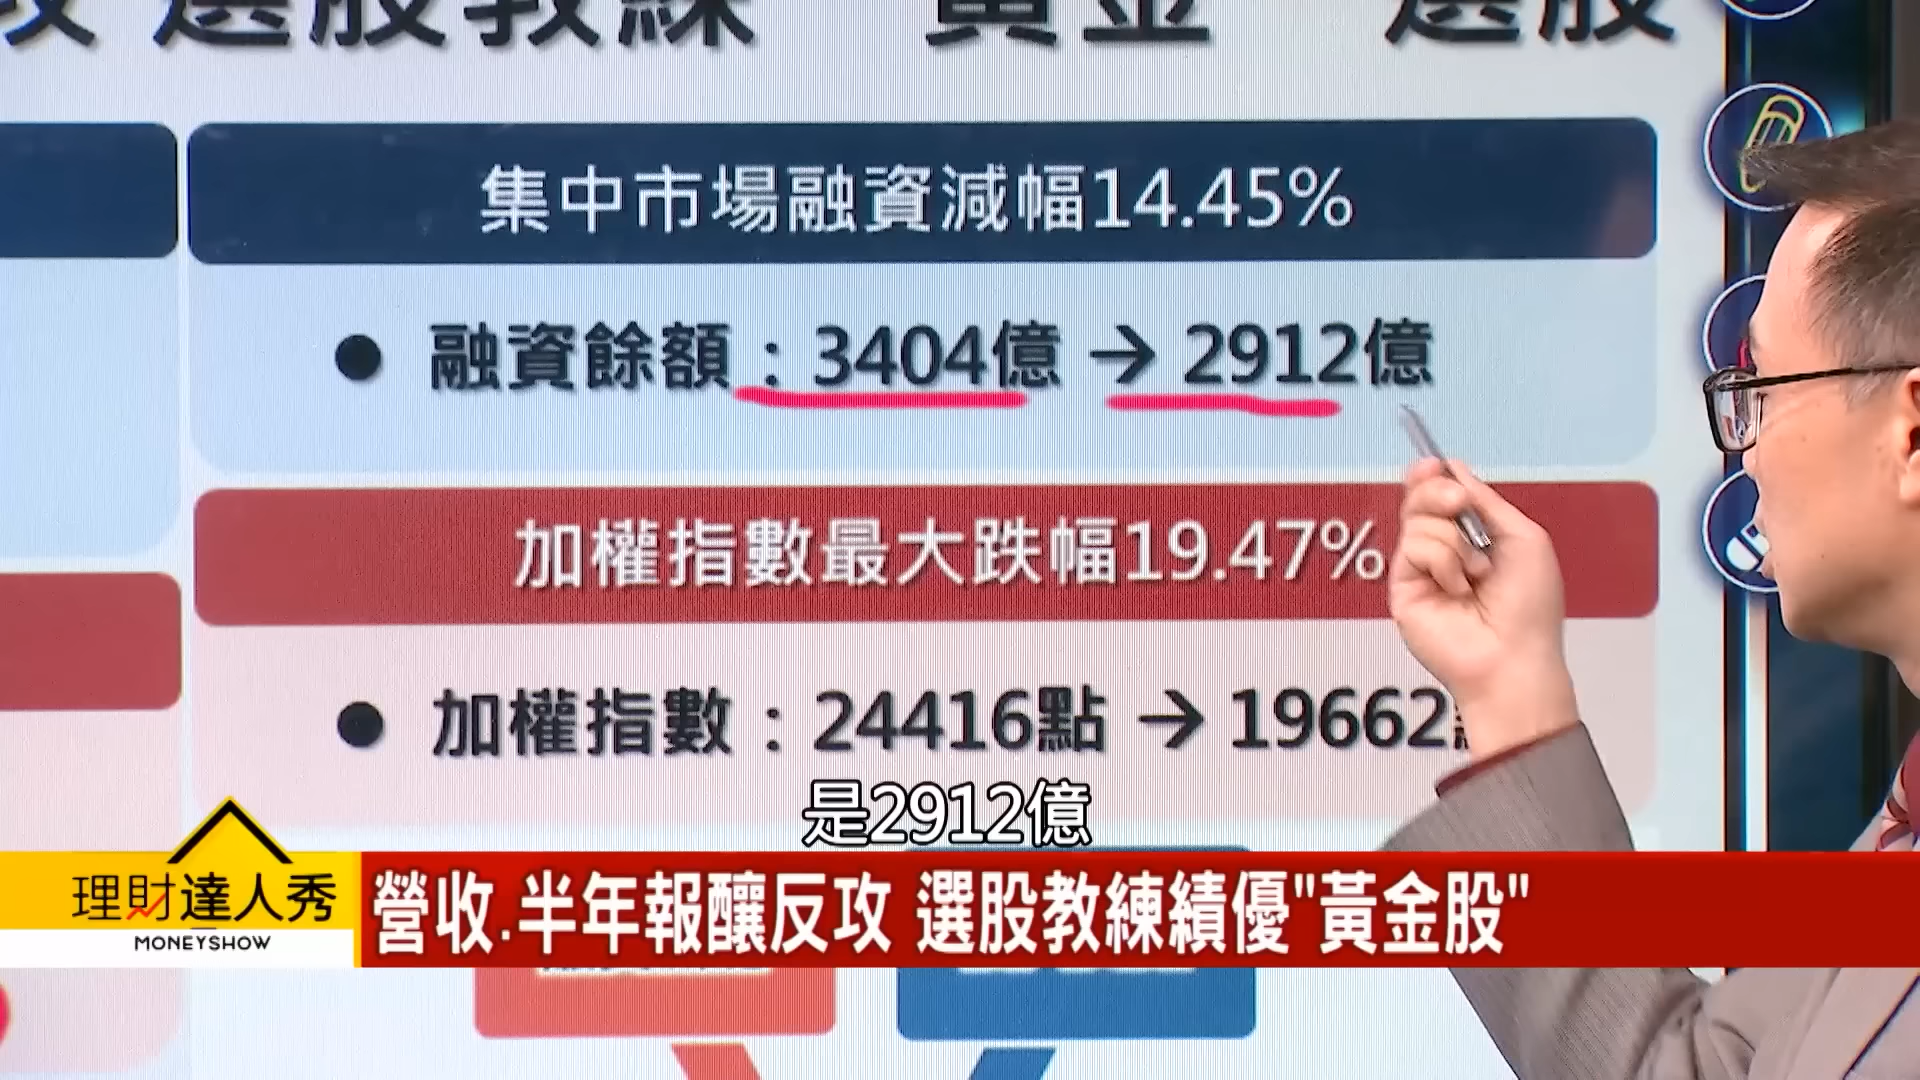 選股教練 黃金 選股
集中市場融資減幅14.45%
● 融資餘額：3404億 → 2912億
加權指數最大跌幅19.47%
● 加權指數：24416點 → 19662
是2912億
理財達人秀
MONEYSHOW
營收.半年報釀反攻 選股教練績優"黃金股"